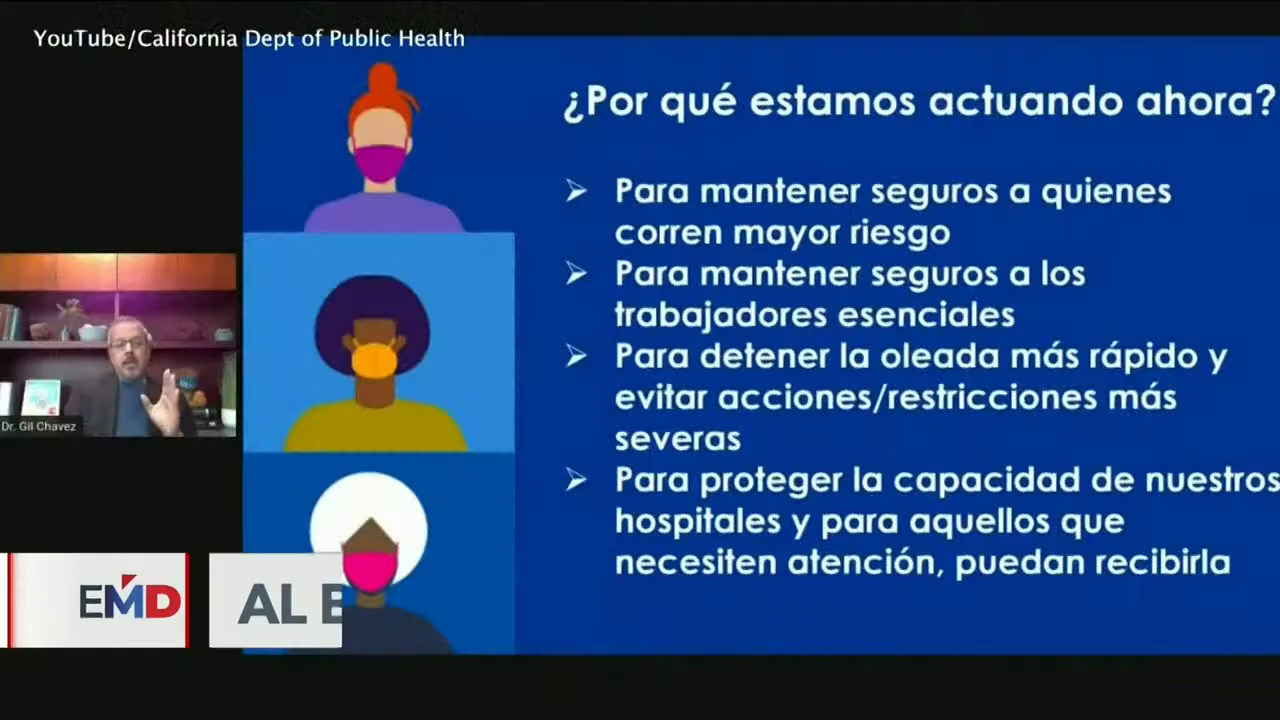 YouTube/California Dept of Public Health
¿Por qué estamos actuando ahora?
Para mantener seguros a quienes
corren mayor riesgo
Para mantener seguros a los
trabajadores esenciales
Para detener la oleada más rápido y
evitar acciones/restricciones más
severas
Para proteger la capacidad de nuestros
hospitales y para aquellos que
necesiten atención, puedan recibirla
Dr. Gil Chavez
EMD
AL